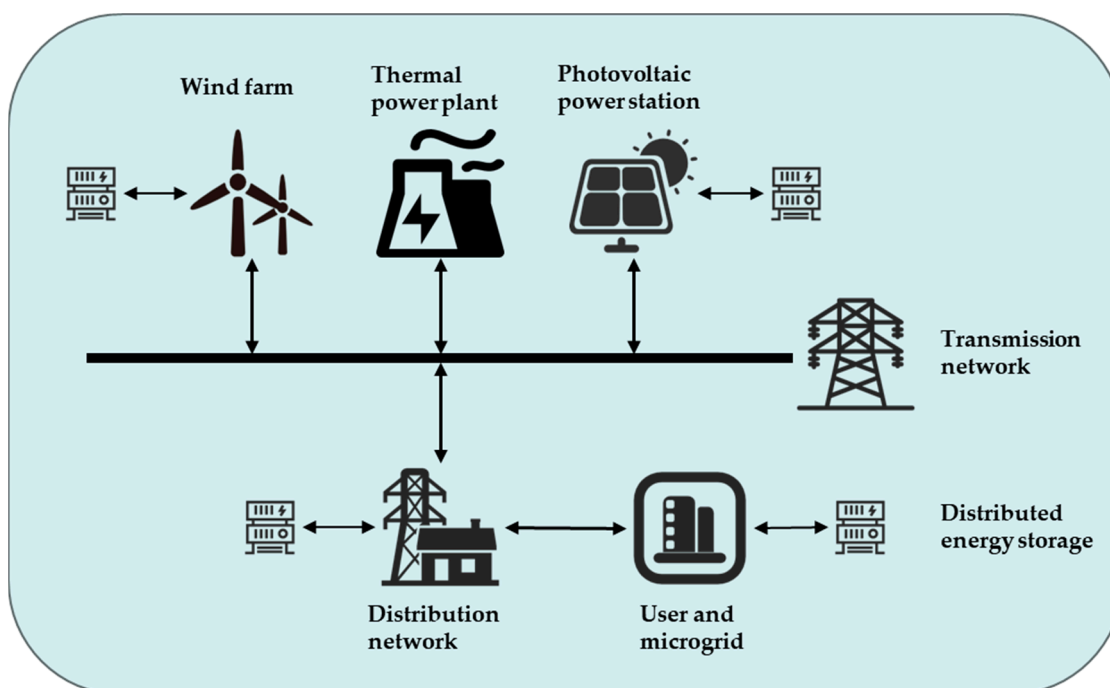 Wind farm
Thermal
power plant
Photovoltaic
power station
Transmission
network
Distributed
energy storage
Distribution
network
User and
microgrid